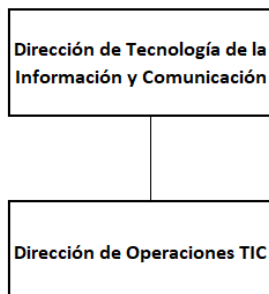 Dirección de Tecnología de la
Información y Comunicación
Dirección de Operaciones TIC